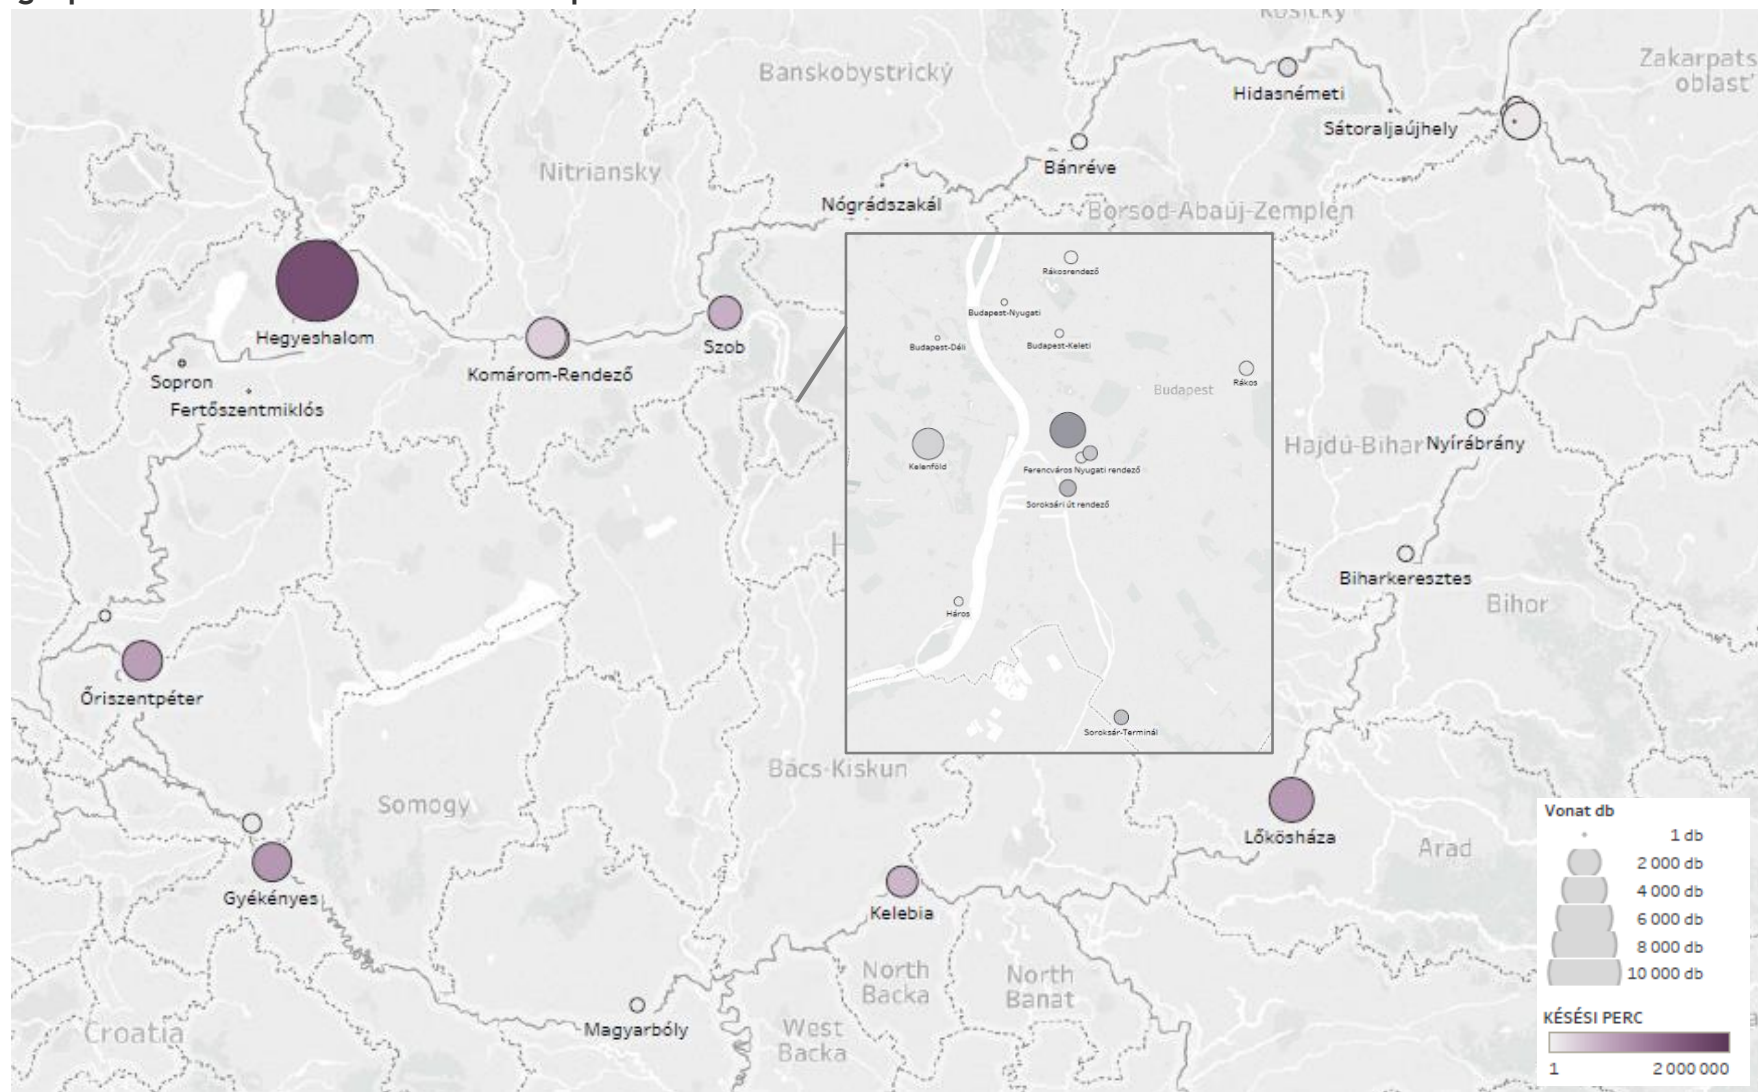 Banskobystrický
Zakarpats
oblast'
Hidasnémeti
Sátoraljaújhely
Nitriansky
Bánréve
Nógrádszakál
Borsod-Abaúj-Zemplén
Rákosrendező
Budapest-Nyugati
Hegyeshalom
Szob
Budapest-Déli
Budapest-Keleti
Komárom-Rendező
Sopron
Rákos
Budapest
Fertőszentmiklós
Hajdú-Bihar
Nyírábrány
Kelenföld
Ferencváros Nyugati rendező
Soroksári út rendező
H
Biharkeresztes
Bihor
Háros
Őriszentpéter
Soroksár-Terminál
Bács-Kiskun
Somogy
Lőkösháza
Arad
Gyékényes
Kelebia
North
Backa
North
Banat
Magyarbóly
West
Backa
Croatia
Vonat db
1 db
2 000 db
4 000 db
6 000 db
8 000 db
10 000 db
KÉSÉSI PERC
1
2 000 000